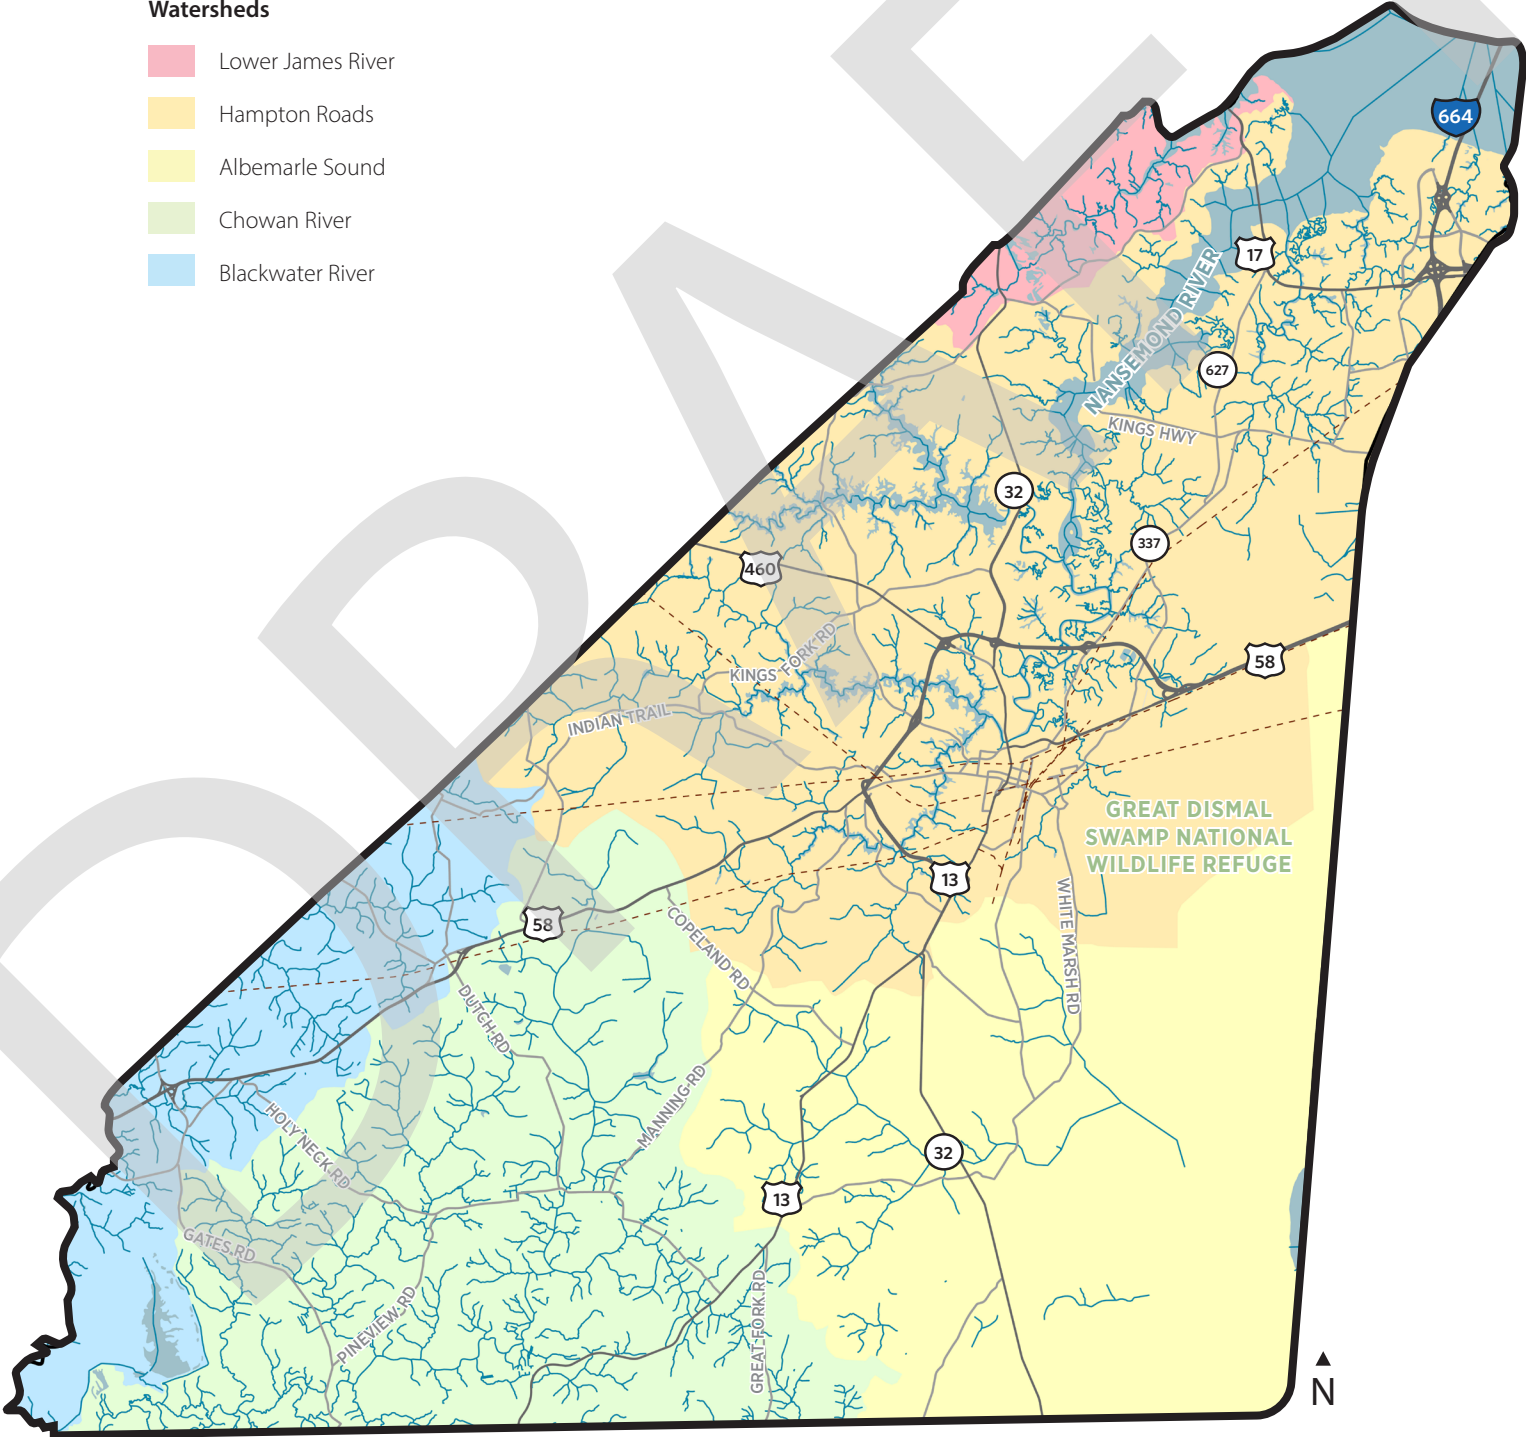 Watersheds
Lower James River
Hampton Roads
Albemarle Sound
Chowan River
Blackwater River
DRAFT
664
17
NANSEMOND RIVER
627
KINGS HWY
32
337
460
KINGS FORK RD
58
INDIAN TRAIL
GREAT DISMAL
SWAMP NATIONAL
WILDLIFE REFUGE
13
58
COPELAND RD
WHITE MARSH RD
DUTCH RD
MANNING RD
HOLY NECK RD
32
13
GATES RD
PINEVIEW RD
GREAT FORK RD
N